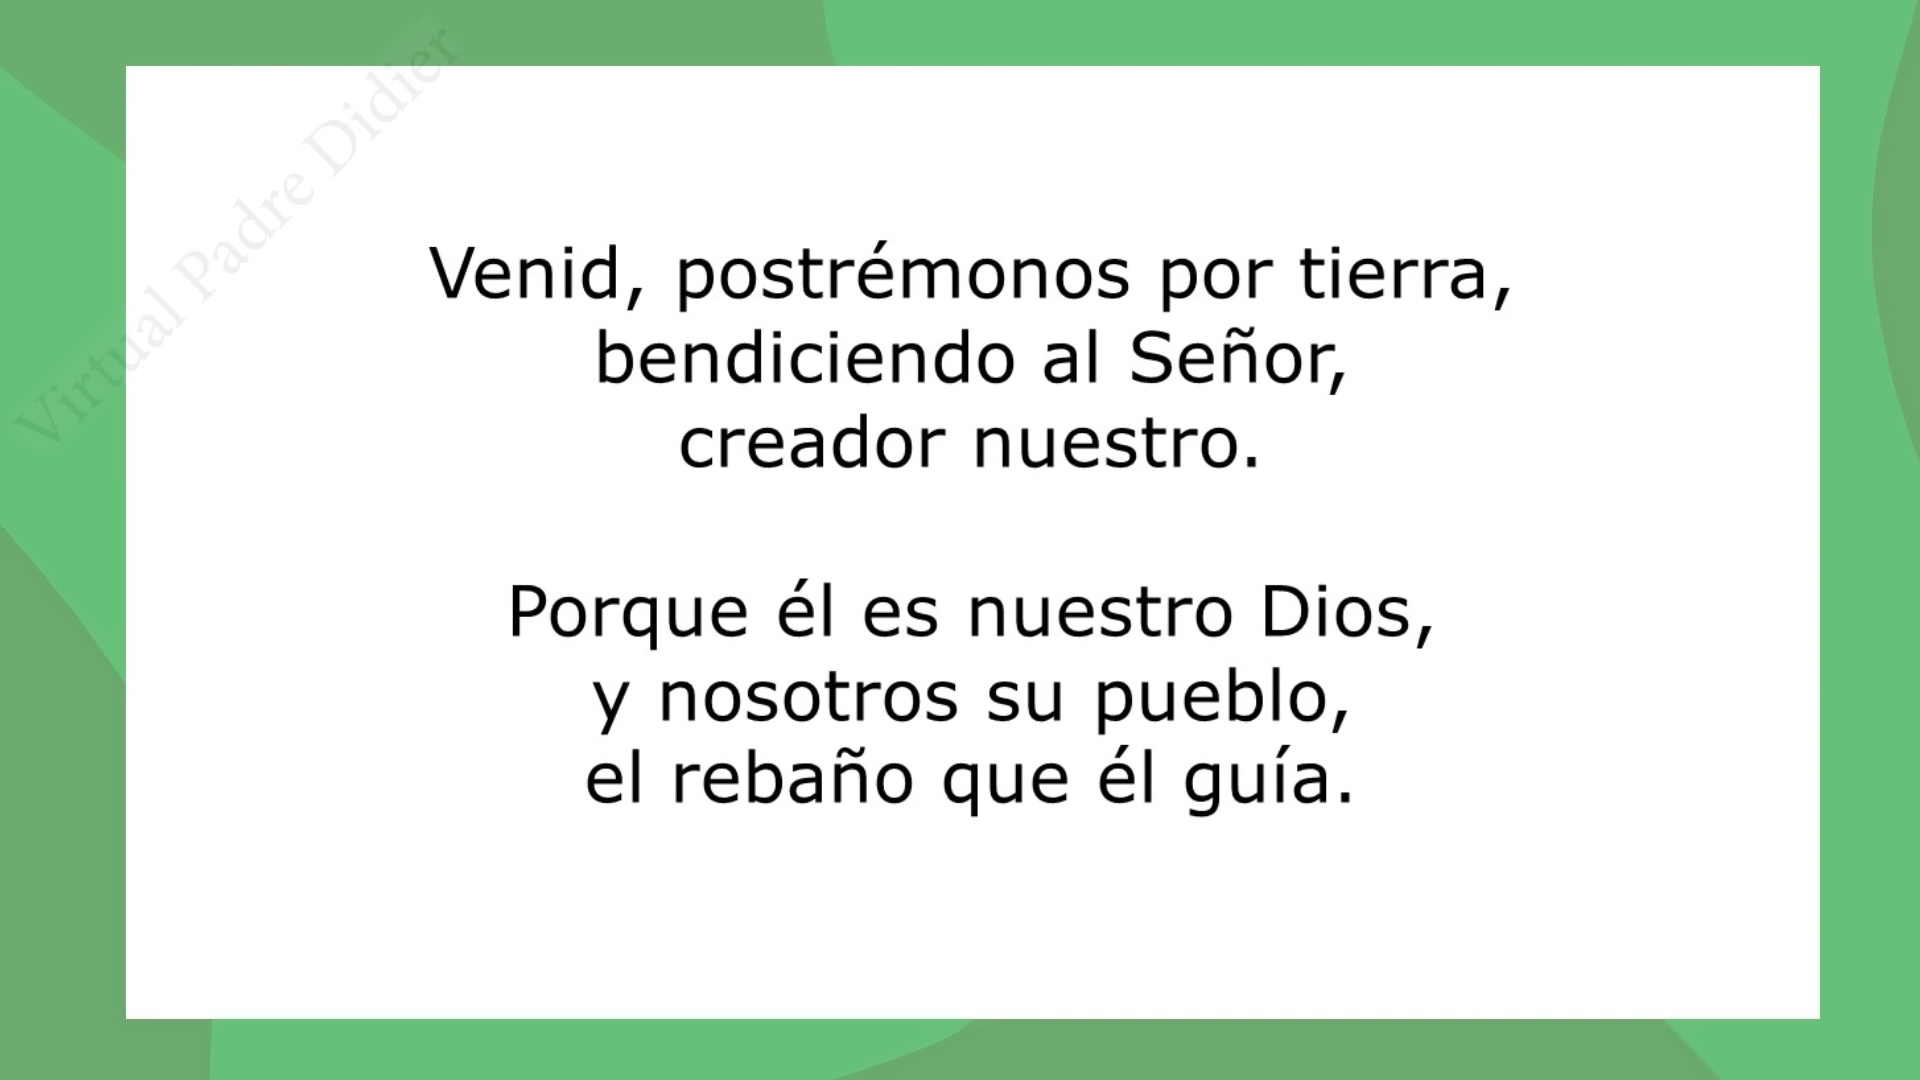 Virtual Padre Didier
Venid, postrémonos por tierra,
bendiciendo al Señor,
creador nuestro.
Porque él es nuestro Dios,
y nosotros su pueblo,
el rebaño que él guía.